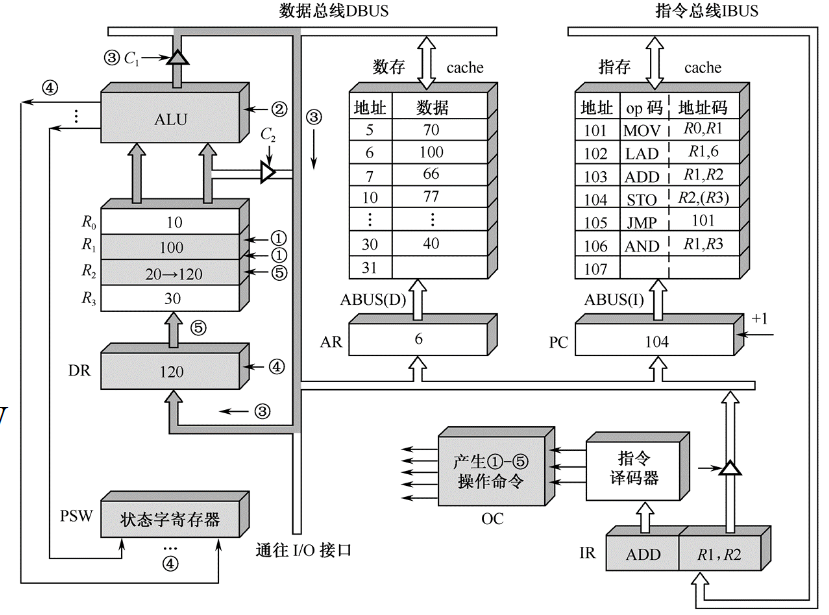 数据总线DBUS
指令总线IBUS
③ C₁
④
⋮
ALU
②
C₂
③
数存 cache
地址 数据
5 70
6 100
7 66
10 77
⋮ ⋮
30 40
31
指存 cache
地址 op 码 地址码
101 MOV R0,R1
102 LAD R1,6
103 ADD R1,R2
104 STO R2,(R3)
105 JMP 101
106 AND R1,R3
107
R₀ 10
R₁ 100 ①
①
R₂ 20→120 ⑤
R₃ 30
⑤
ABUS(D)
ABUS(I)
AR 6
PC 104
+1
DR 120 ④
③
产生①-⑤
操作命令
OC
指令
译码器
PSW 状态字寄存器
…
④
通往 I/O 接口
IR ADD R1, R2